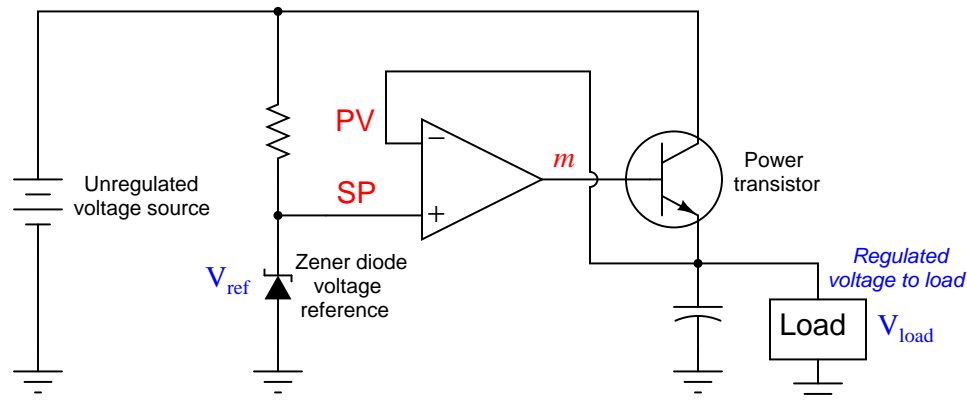 PV
−
m
Power
transistor
Unregulated
voltage source
SP
+
Regulated
voltage to load
Vref
Zener diode
voltage
reference
Load
Vload